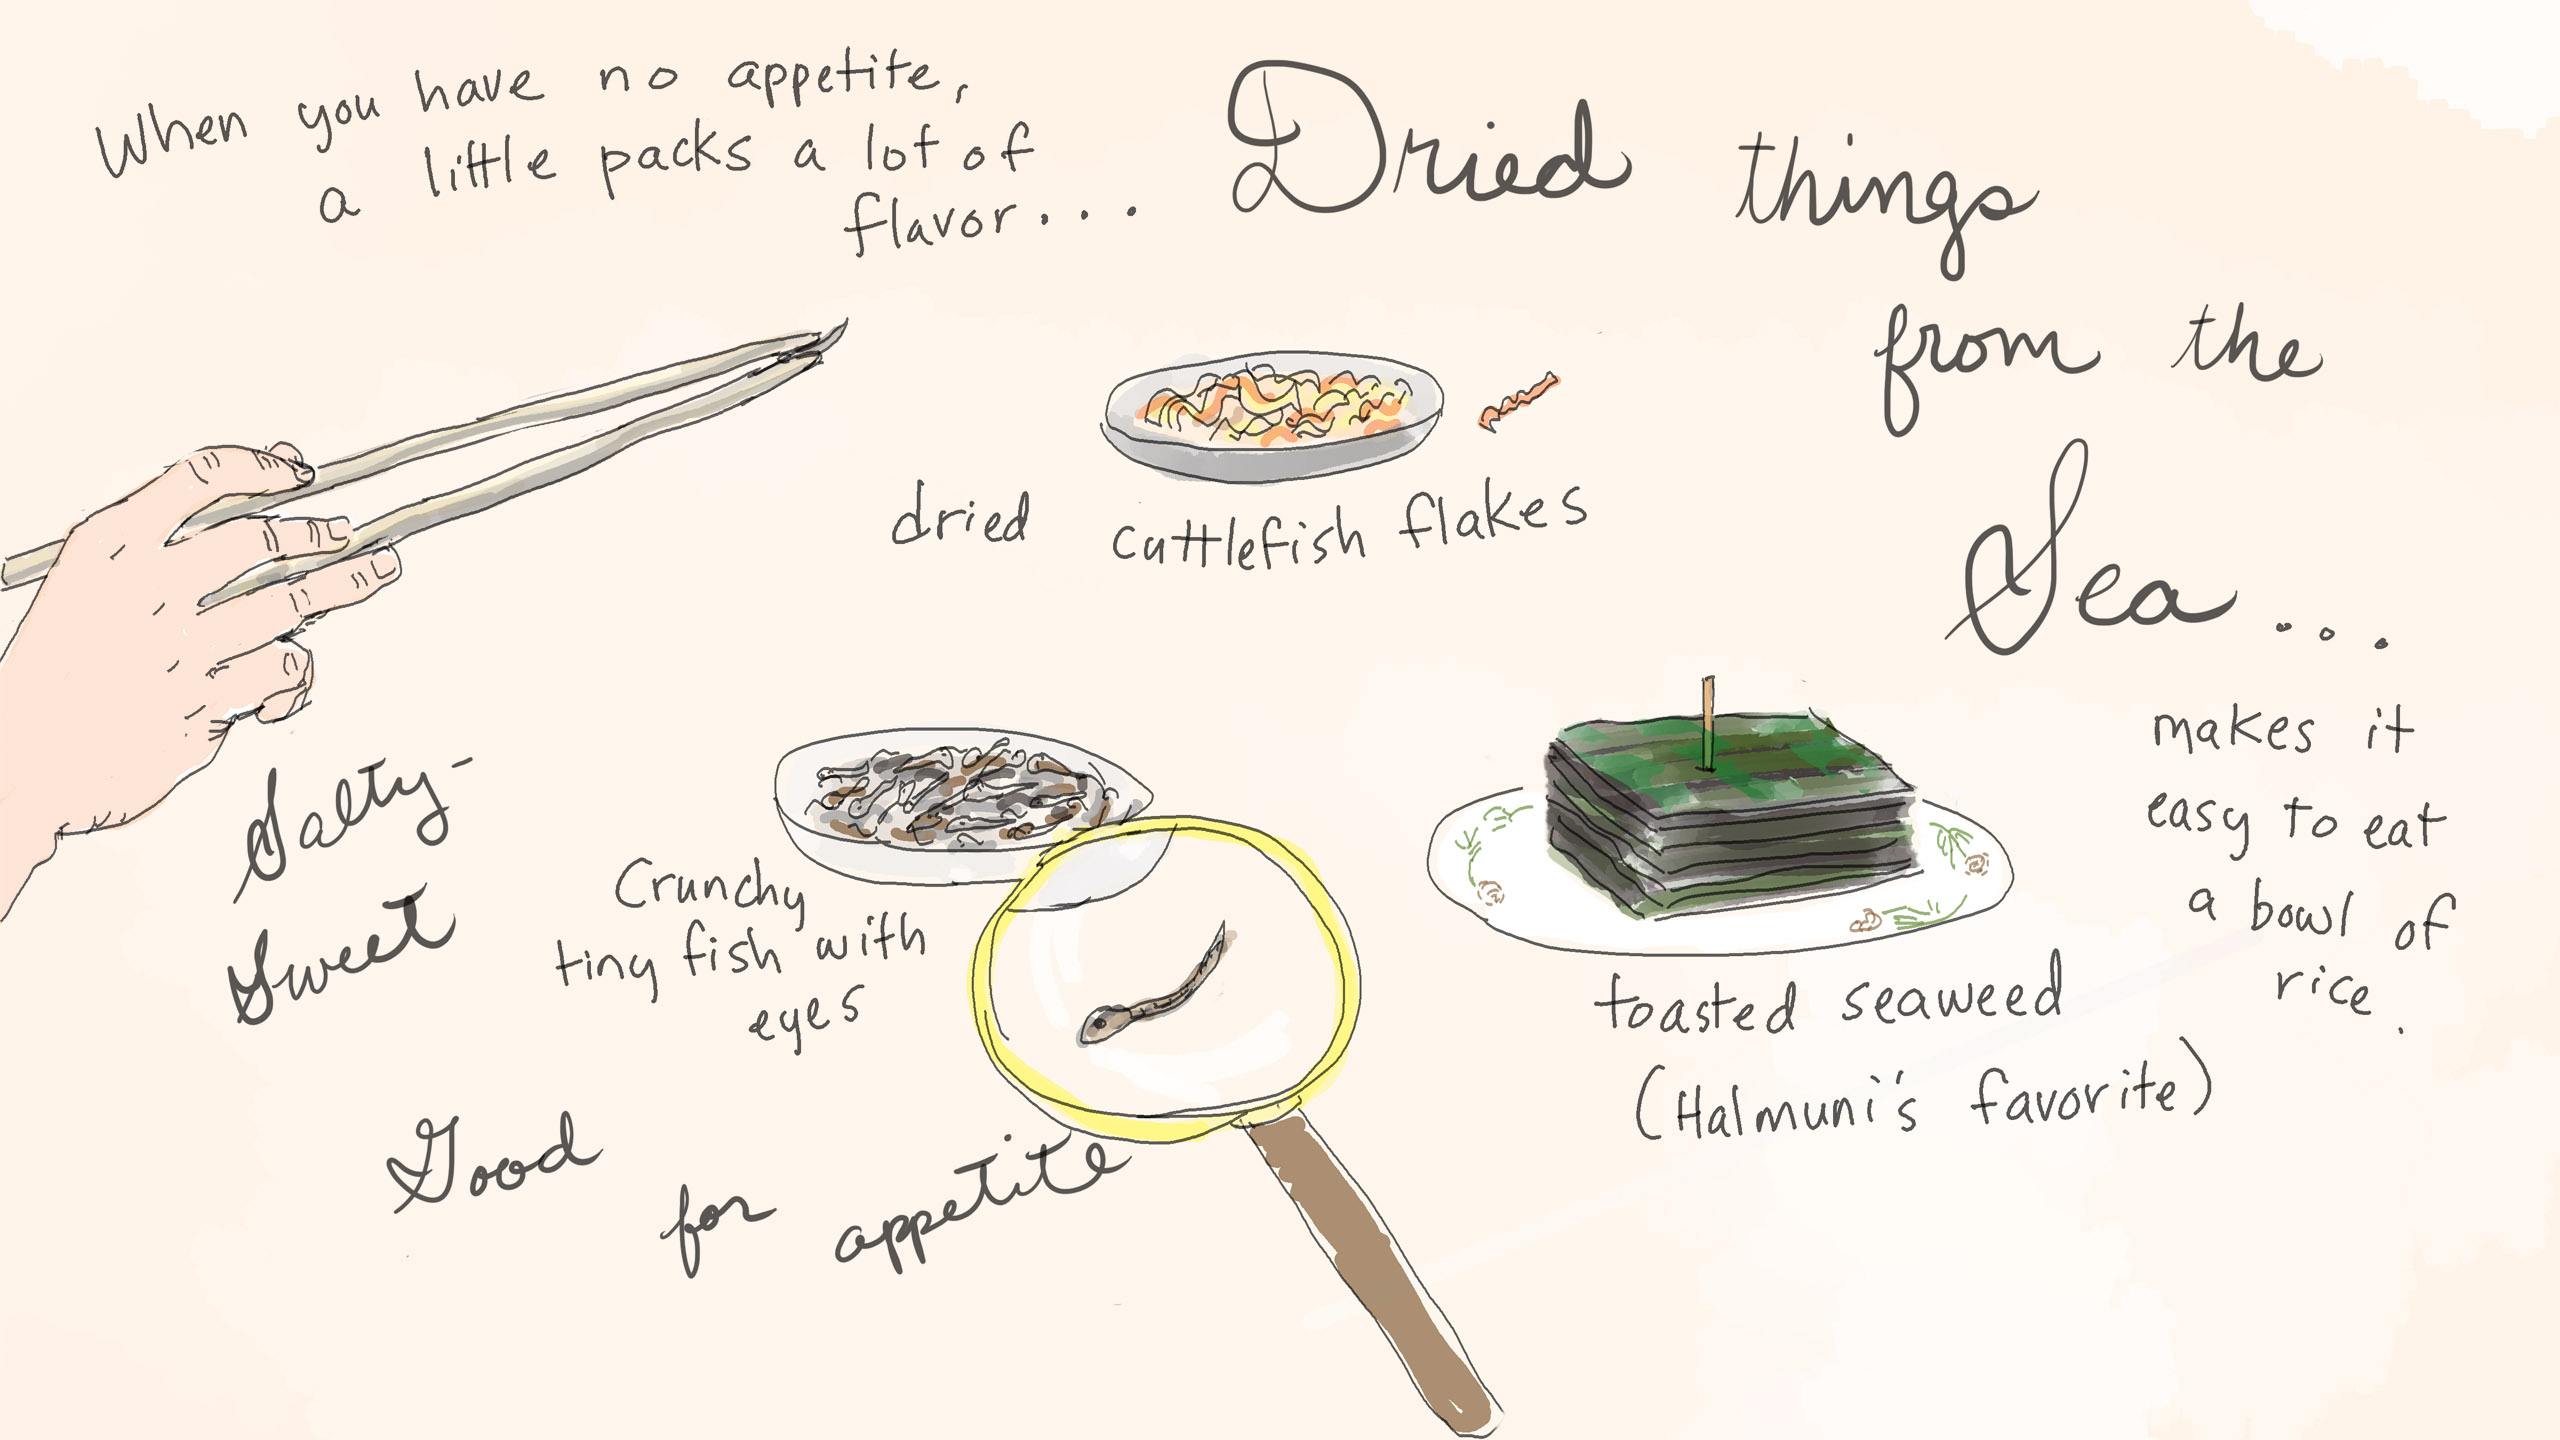 When you have no appetite,
a little packs a lot of
flavor...
Dried things
from the
Sea...
dried cuttlefish flakes
Salty-
Sweet
Crunchy
tiny fish with
eyes
toasted seaweed
(Halmuni's favorite)
makes it
easy to eat
a bowl of
rice.
Good for appetite